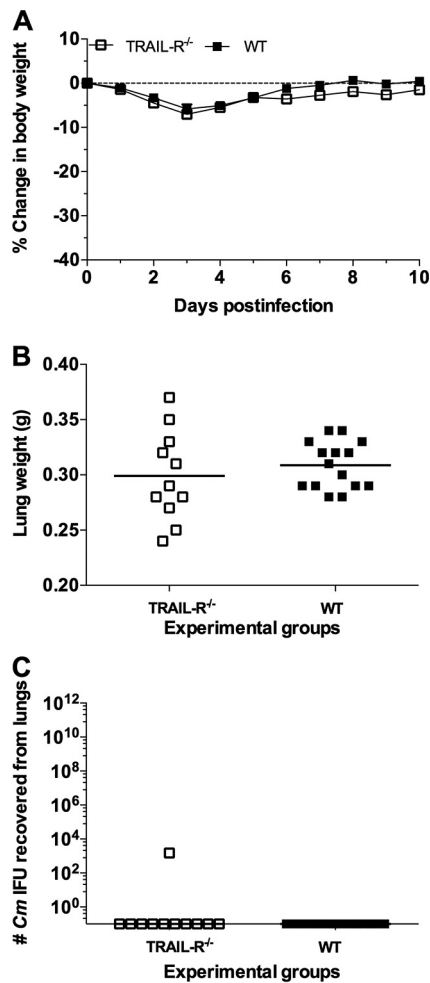 A
TRAIL-R-/- WT
10
0
-10
-20
-30
-40
% Change in body weight
0 2 4 6 8 10
Days postinfection
B
0.40
0.35
0.30
0.25
0.20
Lung weight (g)
TRAIL-R-/- WT
Experimental groups
C
10^12
10^10
10^8
10^6
10^4
10^2
10^0
# Cm IFU recovered from lungs
TRAIL-R-/- WT
Experimental groups